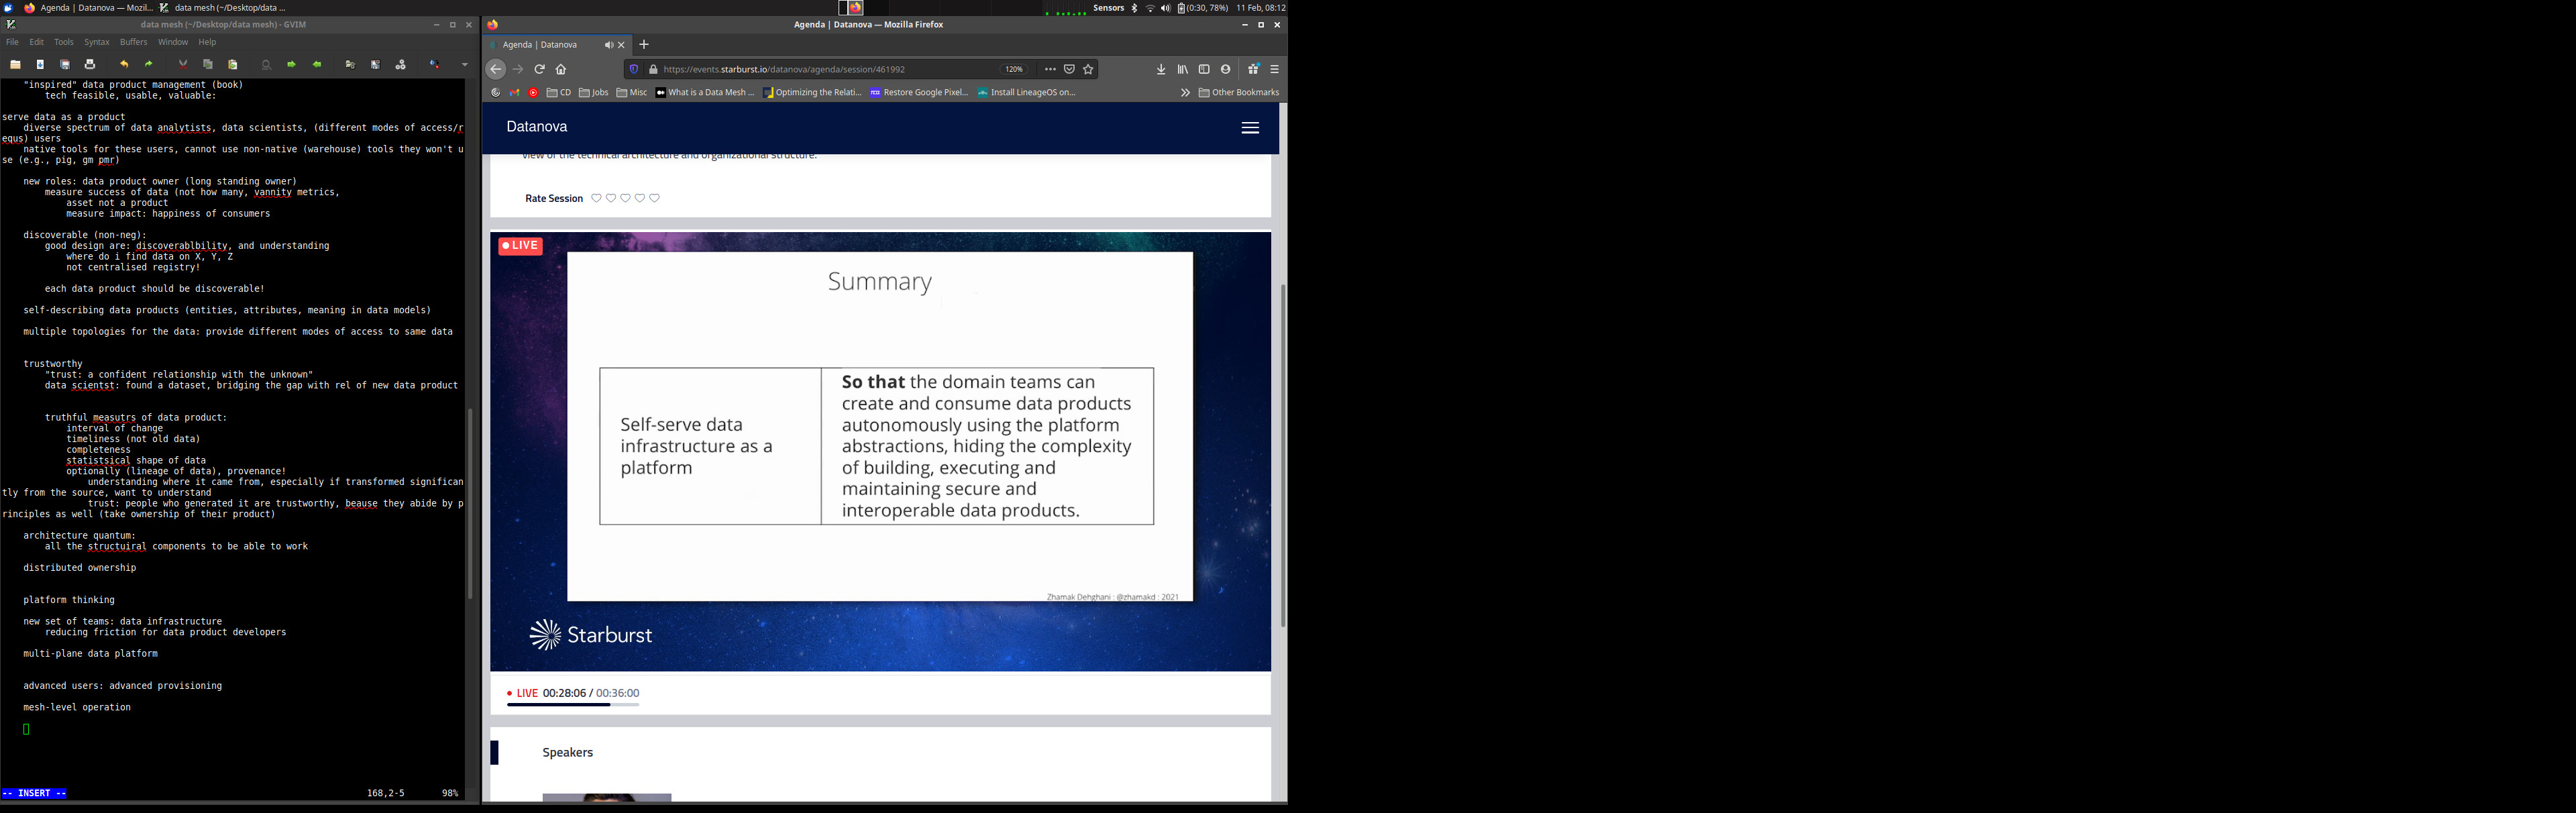 Agenda | Datanova — Mozil...
data mesh (~/Desktop/data ...
Sensors
(0:30, 78%)
11 Feb, 08:12
data mesh (~/Desktop/data mesh) - GVIM
File Edit Tools Syntax Buffers Window Help
"inspired" data product management (book)
tech feasible, usable, valuable:
serve data as a product
diverse spectrum of data analytists, data scientists, (different modes of access/r
equs) users
native tools for these users, cannot use non-native (warehouse) tools they won't u
se (e.g., pig, gm pmr)
new roles: data product owner (long standing owner)
measure success of data (not how many, vannity metrics,
asset not a product
measure impact: happiness of consumers
discoverable (non-neg):
good design are: discoverablbility, and understanding
where do i find data on X, Y, Z
not centralised registry!
each data product should be discoverable!
self-describing data products (entities, attributes, meaning in data models)
multiple topologies for the data: provide different modes of access to same data
trustworthy
"trust: a confident relationship with the unknown"
data scientst: found a dataset, bridging the gap with rel of new data product
truthful measutrs of data product:
interval of change
timeliness (not old data)
completeness
statistsical shape of data
optionally (lineage of data), provenance!
understanding where it came from, especially if transformed significan
tly from the source, want to understand
trust: people who generated it are trustworthy, beause they abide by p
rinciples as well (take ownership of their product)
architecture quantum:
all the structuiral components to be able to work
distributed ownership
platform thinking
new set of teams: data infrastructure
reducing friction for data product developers
multi-plane data platform
advanced users: advanced provisioning
mesh-level operation
-- INSERT --
168,2-5
98%
Agenda | Datanova — Mozilla Firefox
Agenda | Datanova
https://events.starburst.io/datanova/agenda/session/461992
120%
CD Jobs Misc What is a Data Mesh ... Optimizing the Relati... Restore Google Pixel... Install LineageOS on... Other Bookmarks
Datanova
view of the technical architecture and organizational structure.
Rate Session
LIVE
Summary
Self-serve data
infrastructure as a
platform
So that the domain teams can
create and consume data products
autonomously using the platform
abstractions, hiding the complexity
of building, executing and
maintaining secure and
interoperable data products.
Zhamak Dehghani : @zhamakd : 2021
Starburst
LIVE 00:28:06 / 00:36:00
Speakers